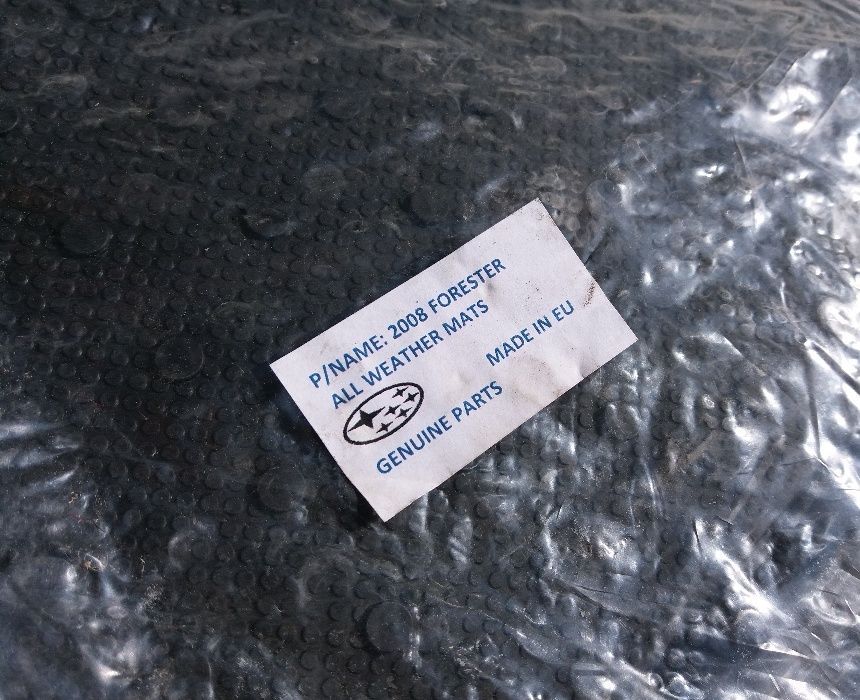 P/NAME: 2008 FORESTER
ALL WEATHER MATS
MADE IN EU
GENUINE PARTS